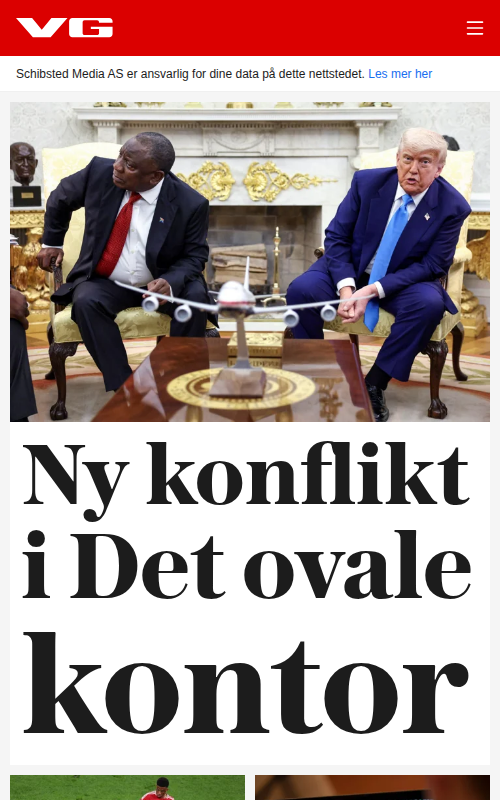 VG
Schibsted Media AS er ansvarlig for dine data på dette nettstedet. Les mer her
Ny konflikt
i Det ovale
kontor